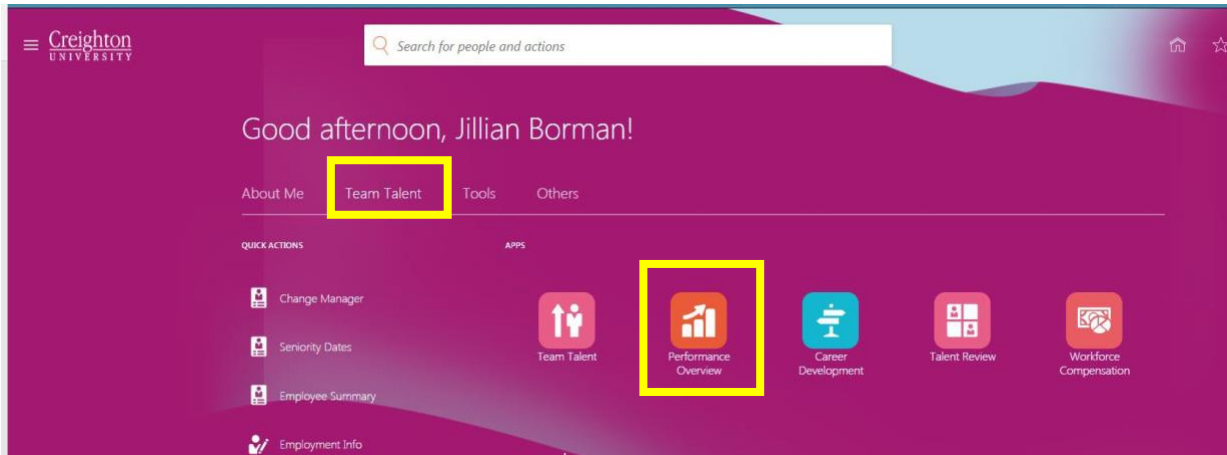 Creighton
UNIVERSITY
Search for people and actions
Good afternoon, Jillian Borman!
About Me Team Talent Tools Others
QUICK ACTIONS
APPS
Change Manager
Seniority Dates
Employee Summary
Employment Info
Team Talent
Performance
Overview
Career
Development
Talent Review
Workforce
Compensation